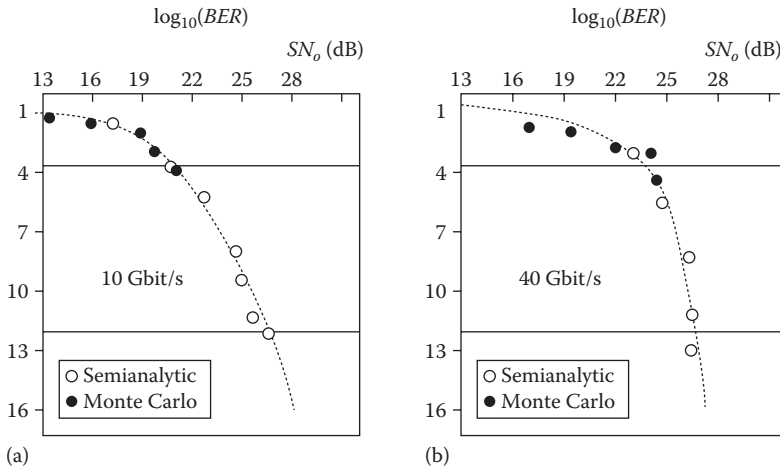 log₁₀(BER)
SNₒ (dB)
13 16 19 22 25 28
1
4
7
10
13
16
10 Gbit/s
Semianalytic
Monte Carlo
(a)
log₁₀(BER)
SNₒ (dB)
13 16 19 22 25 28
1
4
7
10
13
16
40 Gbit/s
Semianalytic
Monte Carlo
(b)